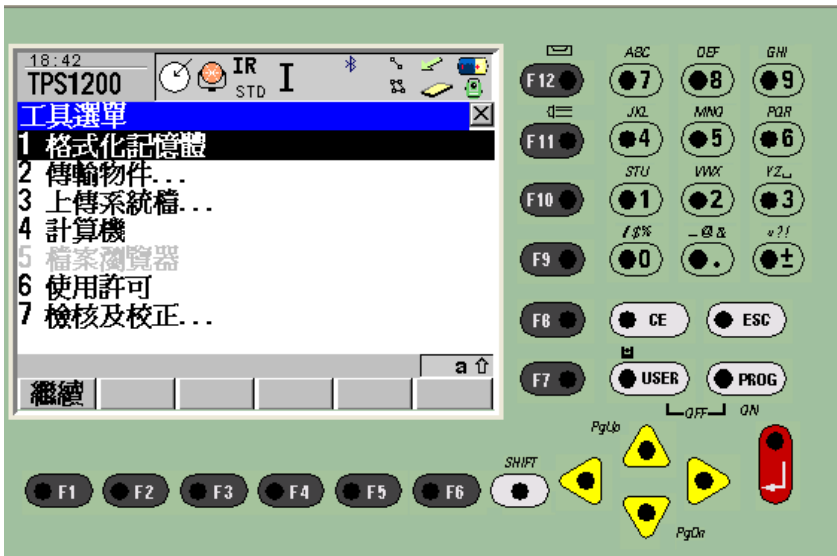 18:42
TPS1200
IR
STD
I
工具選單
1 格式化記憶體
2 傳輸物件...
3 上傳系統檔...
4 計算機
5 檔案瀏覽器
6 使用許可
7 檢核及校正...
a ⇧
繼續
F12
ABC DEF GHI
7 8 9
F11
JKL MNO PQR
4 5 6
F10
STU VWX YZ␣
1 2 3
F9
/$% _@& *?!
0 . ±
F8 CE ESC
F7 USER PROG
OFF ON
PgUp
SHIFT
F1 F2 F3 F4 F5 F6
PgDn